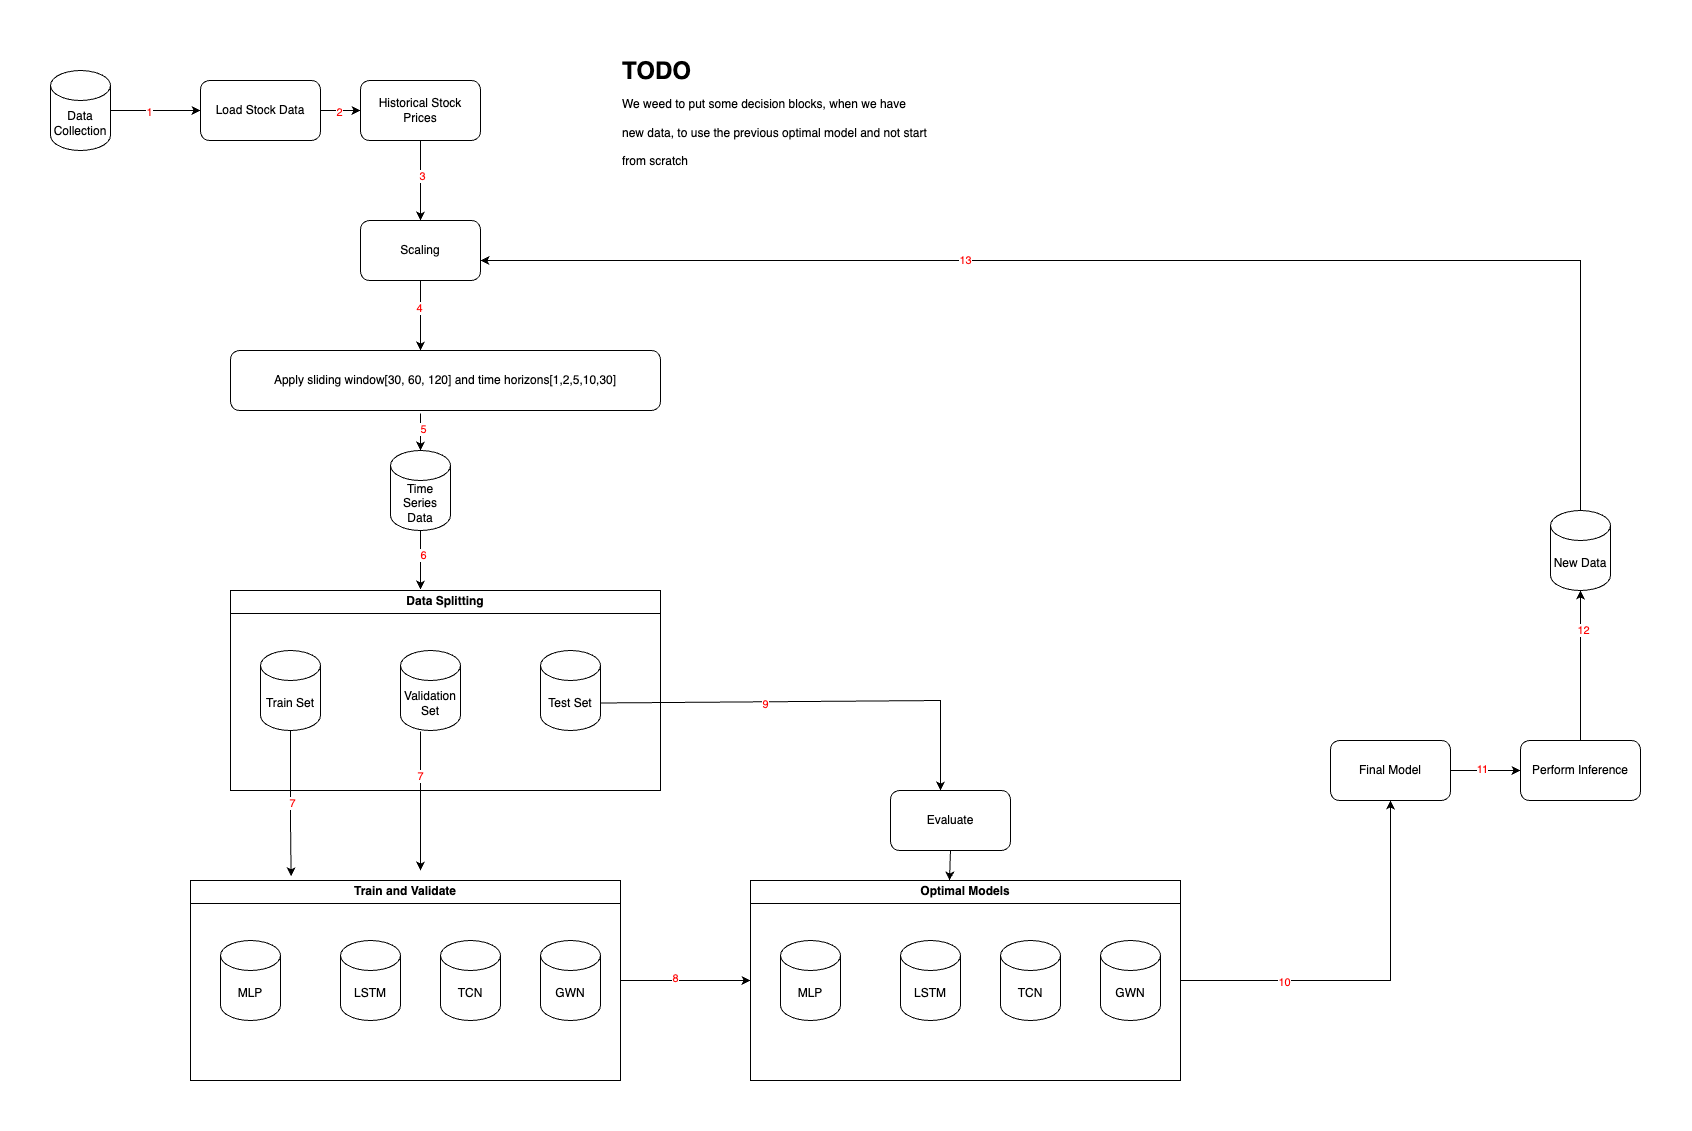 TODO
We weed to put some decision blocks, when we have
new data, to use the previous optimal model and not start
from scratch
Data
Collection
1
Load Stock Data
2
Historical Stock
Prices
3
Scaling
13
4
Apply sliding window[30, 60, 120] and time horizons[1,2,5,10,30]
5
Time
Series
Data
6
Data Splitting
Train Set
Validation
Set
Test Set
9
7
7
Evaluate
Train and Validate
MLP
LSTM
TCN
GWN
8
Optimal Models
MLP
LSTM
TCN
GWN
10
Final Model
11
Perform Inference
12
New Data